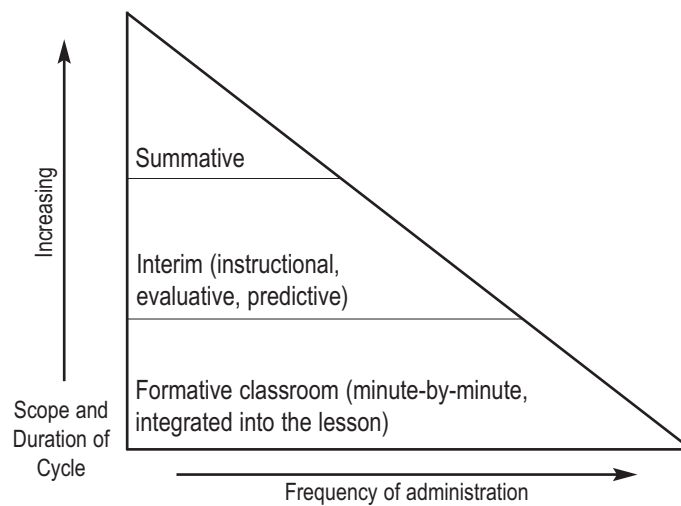 Increasing
Summative
Interim (instructional,
evaluative, predictive)
Formative classroom (minute-by-minute,
integrated into the lesson)
Scope and
Duration of
Cycle
Frequency of administration